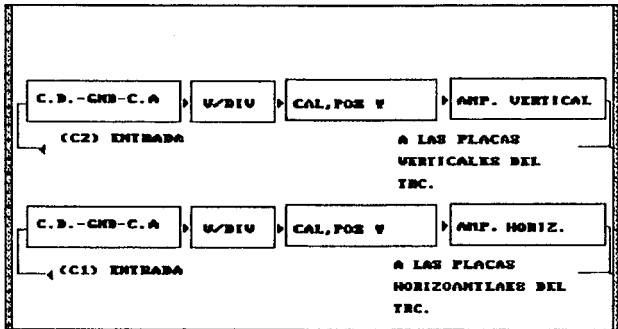 C.D.-GND-C.A
V/DIV
CAL,POS Y
AMP. VERTICAL
(C2) ENTRADA
A LAS PLACAS
VERTICALES DEL
TRC.
C.D.-GND-C.A
V/DIV
CAL,POS Y
AMP. HORIZ.
(C1) ENTRADA
A LAS PLACAS
HORIZOANTLAES DEL
TRC.